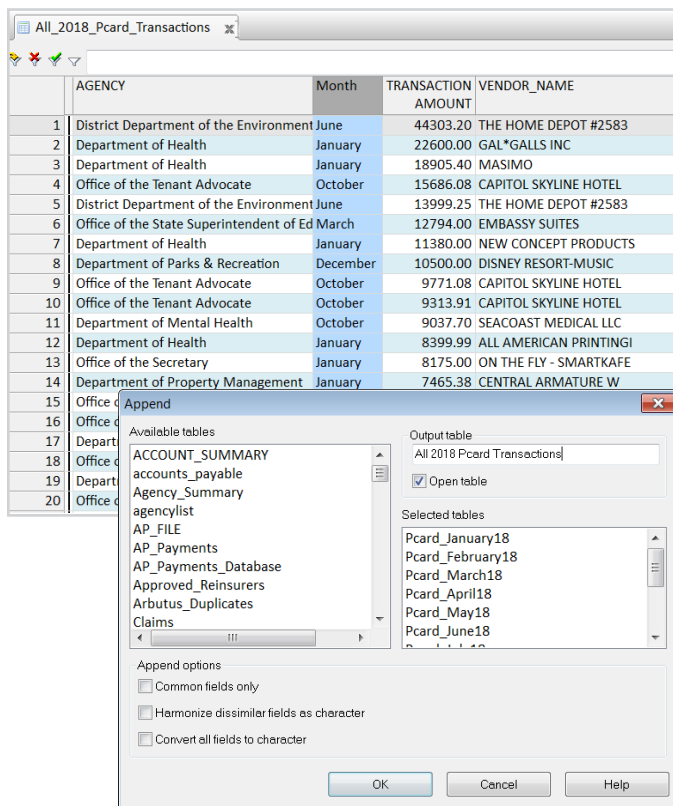 All_2018_Pcard_Transactions x
AGENCY Month TRANSACTION AMOUNT VENDOR_NAME
1 District Department of the Environment June 44303.20 THE HOME DEPOT #2583
2 Department of Health January 22600.00 GAL*GALLS INC
3 Department of Health January 18905.40 MASIMO
4 Office of the Tenant Advocate October 15686.08 CAPITOL SKYLINE HOTEL
5 District Department of the Environment June 13999.25 THE HOME DEPOT #2583
6 Office of the State Superintendent of Ed March 12794.00 EMBASSY SUITES
7 Department of Health January 11380.00 NEW CONCEPT PRODUCTS
8 Department of Parks & Recreation December 10500.00 DISNEY RESORT-MUSIC
9 Office of the Tenant Advocate October 9771.08 CAPITOL SKYLINE HOTEL
10 Office of the Tenant Advocate October 9313.91 CAPITOL SKYLINE HOTEL
11 Department of Mental Health October 9037.70 SEACOAST MEDICAL LLC
12 Department of Health January 8399.99 ALL AMERICAN PRINTINGI
13 Office of the Secretary January 8175.00 ON THE FLY - SMARTKAFE
14 Department of Property Management January 7465.38 CENTRAL ARMATURE W
15 Office
16 Office
17 Depart
18 Office
19 Depart
20 Office
Append
Available tables
ACCOUNT_SUMMARY
accounts_payable
Agency_Summary
agencylist
AP_FILE
AP_Payments
AP_Payments_Database
Approved_Reinsurers
Arbutus_Duplicates
Claims
Output table
All 2018 Pcard Transactions
Open table
Selected tables
Pcard_January18
Pcard_February18
Pcard_March18
Pcard_April18
Pcard_May18
Pcard_June18
Append options
Common fields only
Harmonize dissimilar fields as character
Convert all fields to character
OK Cancel Help